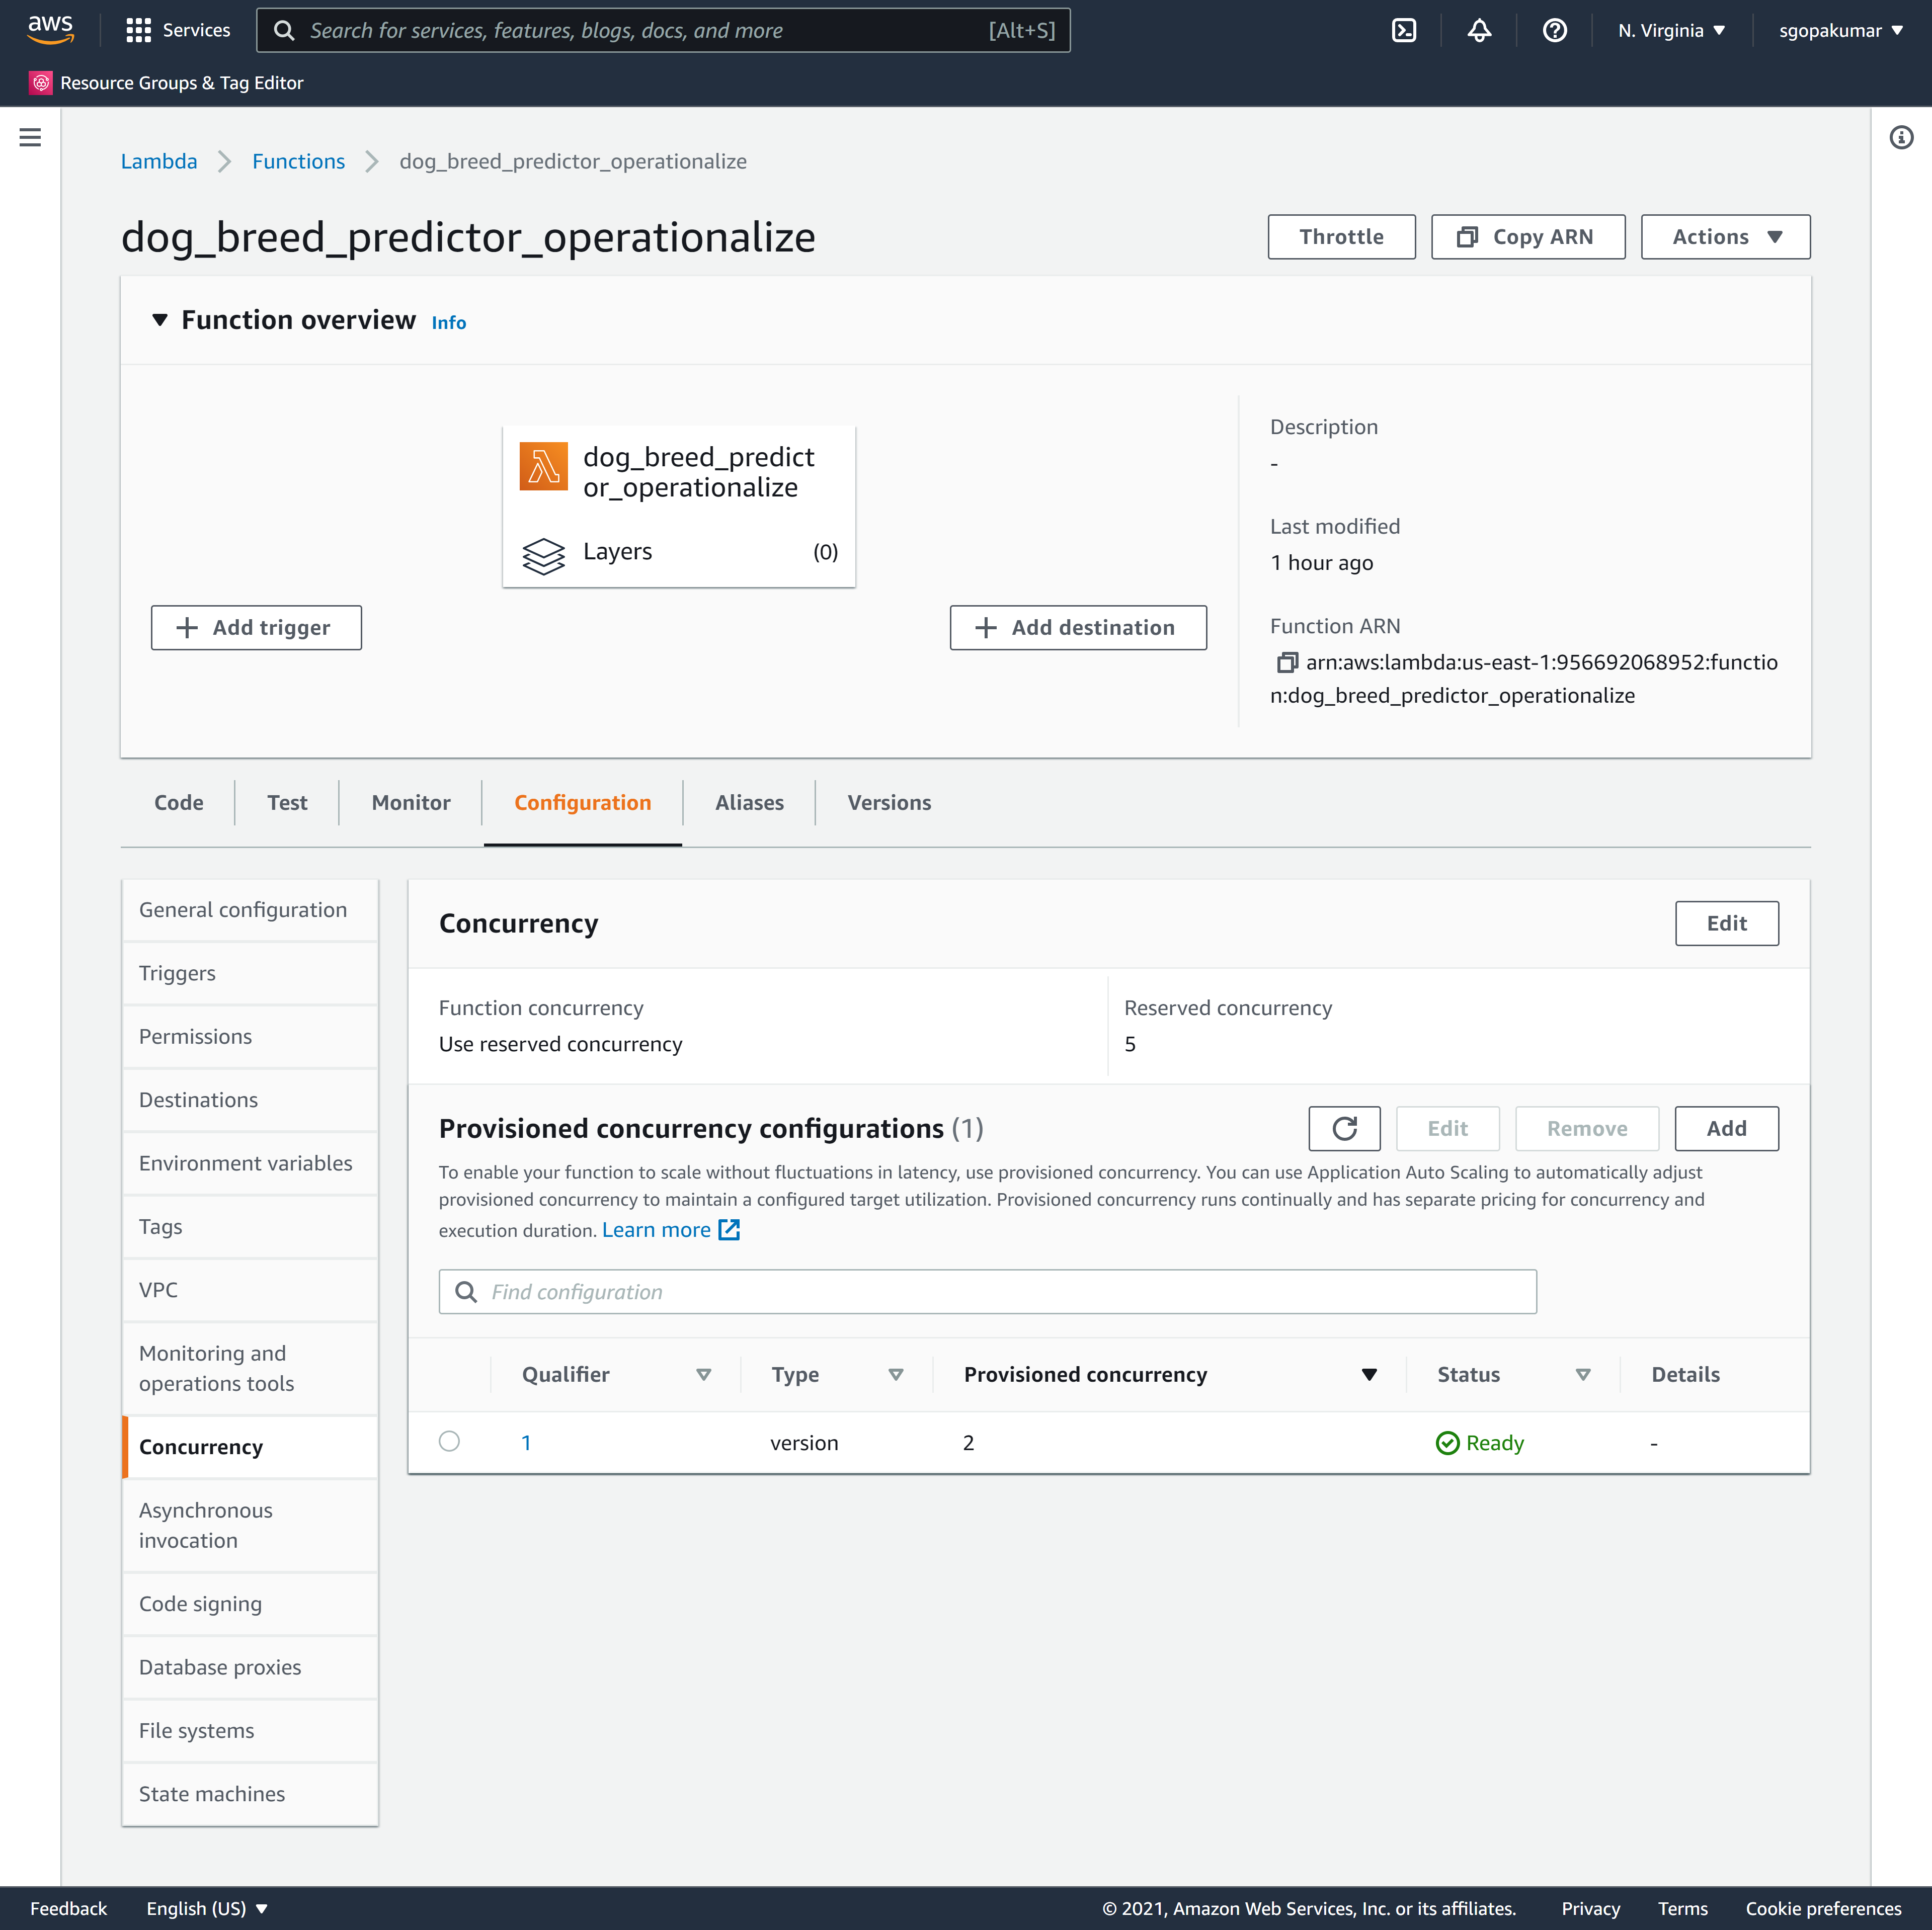 aws
Services
Search for services, features, blogs, docs, and more [Alt+S]
N. Virginia ▼
sgopakumar ▼
Resource Groups & Tag Editor
Lambda > Functions > dog_breed_predictor_operationalize
dog_breed_predictor_operationalize
Throttle
Copy ARN
Actions ▼
▼ Function overview Info
dog_breed_predict
or_operationalize
Layers (0)
+ Add trigger
+ Add destination
Description
-
Last modified
1 hour ago
Function ARN
arn:aws:lambda:us-east-1:956692068952:functio
n:dog_breed_predictor_operationalize
Code
Test
Monitor
Configuration
Aliases
Versions
General configuration
Triggers
Permissions
Destinations
Environment variables
Tags
VPC
Monitoring and
operations tools
Concurrency
Asynchronous
invocation
Code signing
Database proxies
File systems
State machines
Concurrency
Edit
Function concurrency
Use reserved concurrency
Reserved concurrency
5
Provisioned concurrency configurations (1)
Edit
Remove
Add
To enable your function to scale without fluctuations in latency, use provisioned concurrency. You can use Application Auto Scaling to automatically adjust
provisioned concurrency to maintain a configured target utilization. Provisioned concurrency runs continually and has separate pricing for concurrency and
execution duration. Learn more
Find configuration
Qualifier
Type
Provisioned concurrency
Status
Details
1
version
2
Ready
-
Feedback
English (US) ▼
© 2021, Amazon Web Services, Inc. or its affiliates.
Privacy
Terms
Cookie preferences